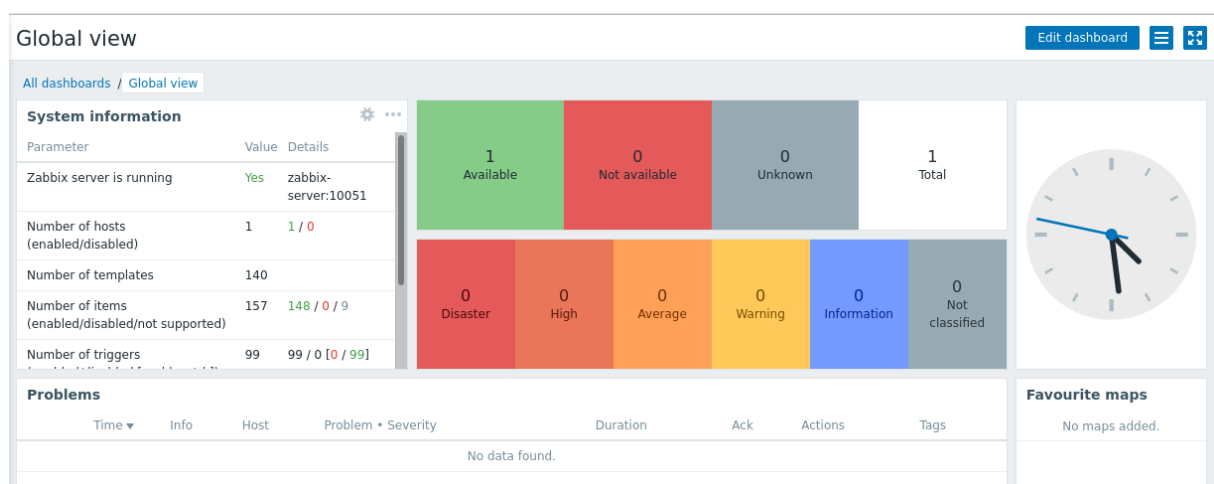 Global view
Edit dashboard
All dashboards / Global view
System information
Parameter Value Details
Zabbix server is running Yes zabbix-
server:10051
Number of hosts 1 1 / 0
(enabled/disabled)
Number of templates 140
Number of items 157 148 / 0 / 9
(enabled/disabled/not supported)
Number of triggers 99 99 / 0 [0 / 99]
1
Available
0
Not available
0
Unknown
1
Total
0
Disaster
0
High
0
Average
0
Warning
0
Information
0
Not
classified
Problems
Time Info Host Problem • Severity Duration Ack Actions Tags
No data found.
Favourite maps
No maps added.